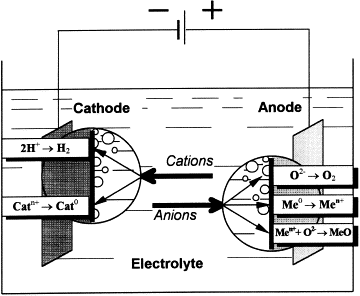 − +
Cathode Anode
2H⁺ → H₂
Cations
O²⁻ → O₂
Catⁿ⁺ → Cat⁰
Me⁰ → Meⁿ⁺
Anions
Meⁿ⁺ + O²⁻ → MeO
Electrolyte